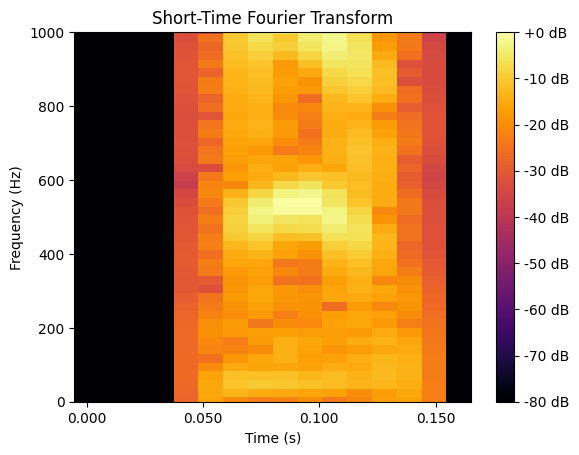 Short-Time Fourier Transform
1000
800
600
400
200
0
Frequency (Hz)
0.000
0.050
0.100
0.150
Time (s)
+0 dB
-10 dB
-20 dB
-30 dB
-40 dB
-50 dB
-60 dB
-70 dB
-80 dB